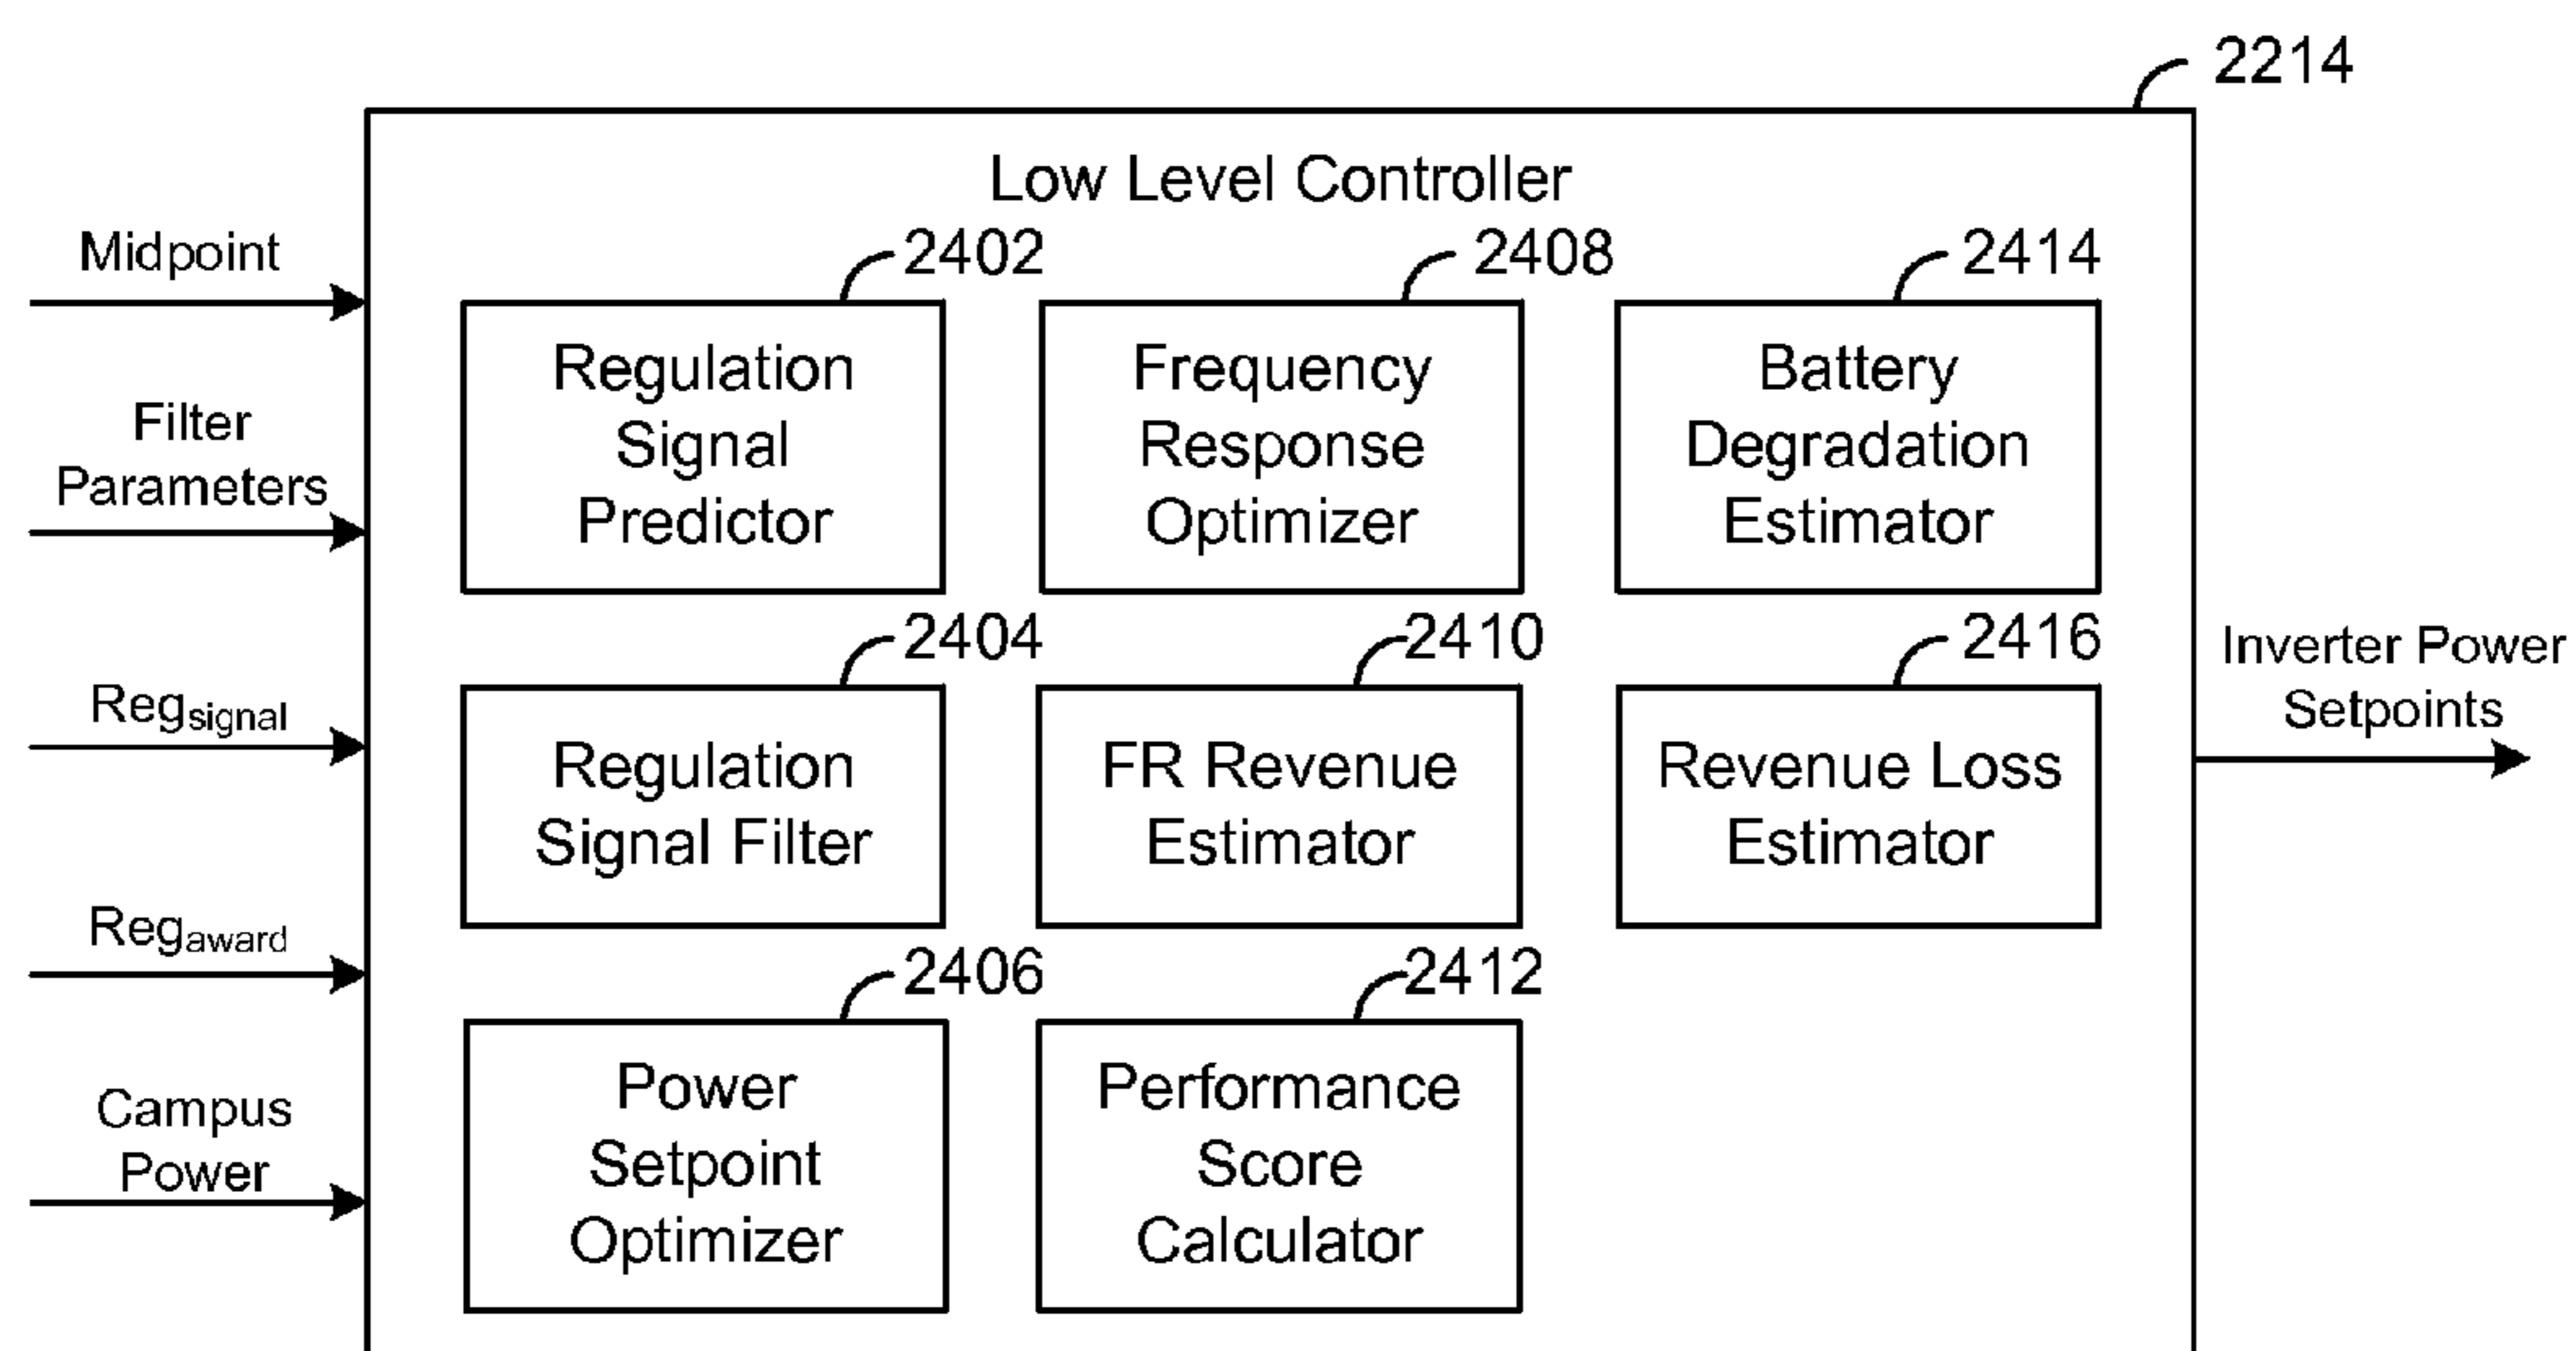 2214
Low Level Controller
Midpoint
Filter
Parameters
Regsignal
Regaward
Campus
Power
2402
Regulation
Signal
Predictor
2408
Frequency
Response
Optimizer
2414
Battery
Degradation
Estimator
2404
Regulation
Signal Filter
2410
FR Revenue
Estimator
2416
Revenue Loss
Estimator
2406
Power
Setpoint
Optimizer
2412
Performance
Score
Calculator
Inverter Power
Setpoints